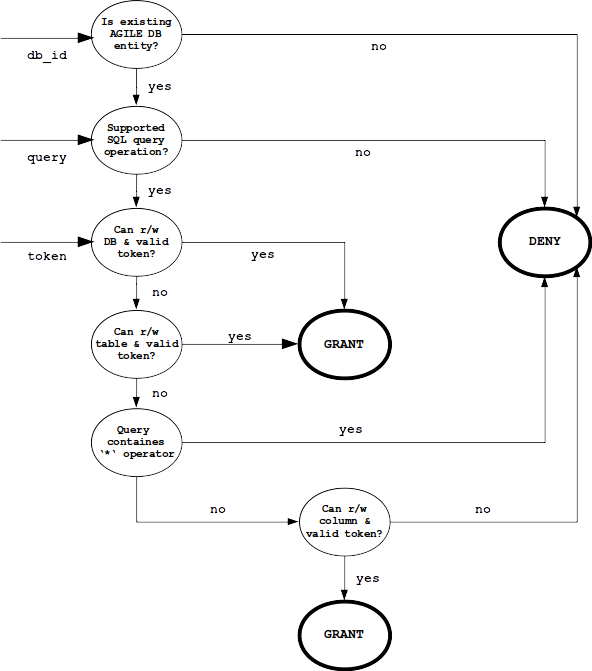 Is existing
AGILE DB
entity?
no
db_id
yes
Supported
SQL query
operation?
no
query
yes
Can r/w
DB & valid
token?
yes
DENY
token
no
Can r/w
table & valid
token?
yes
GRANT
no
Query
containes
`*` operator
yes
no
Can r/w
column &
valid token?
no
yes
GRANT